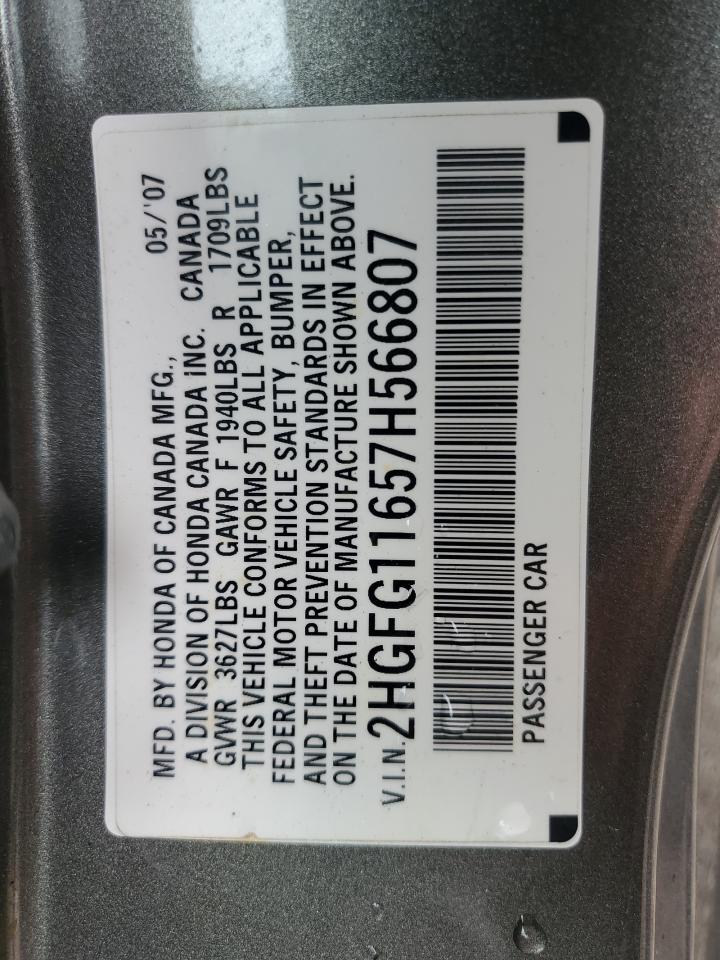 MFD. BY HONDA OF CANADA MFG., 05/'07
A DIVISION OF HONDA CANADA INC. CANADA
GVWR 3627LBS GAWR F 1940LBS R 1709LBS
THIS VEHICLE CONFORMS TO ALL APPLICABLE
FEDERAL MOTOR VEHICLE SAFETY, BUMPER,
AND THEFT PREVENTION STANDARDS IN EFFECT
ON THE DATE OF MANUFACTURE SHOWN ABOVE.
V.I.N. 2HGFG11657H566807
PASSENGER CAR